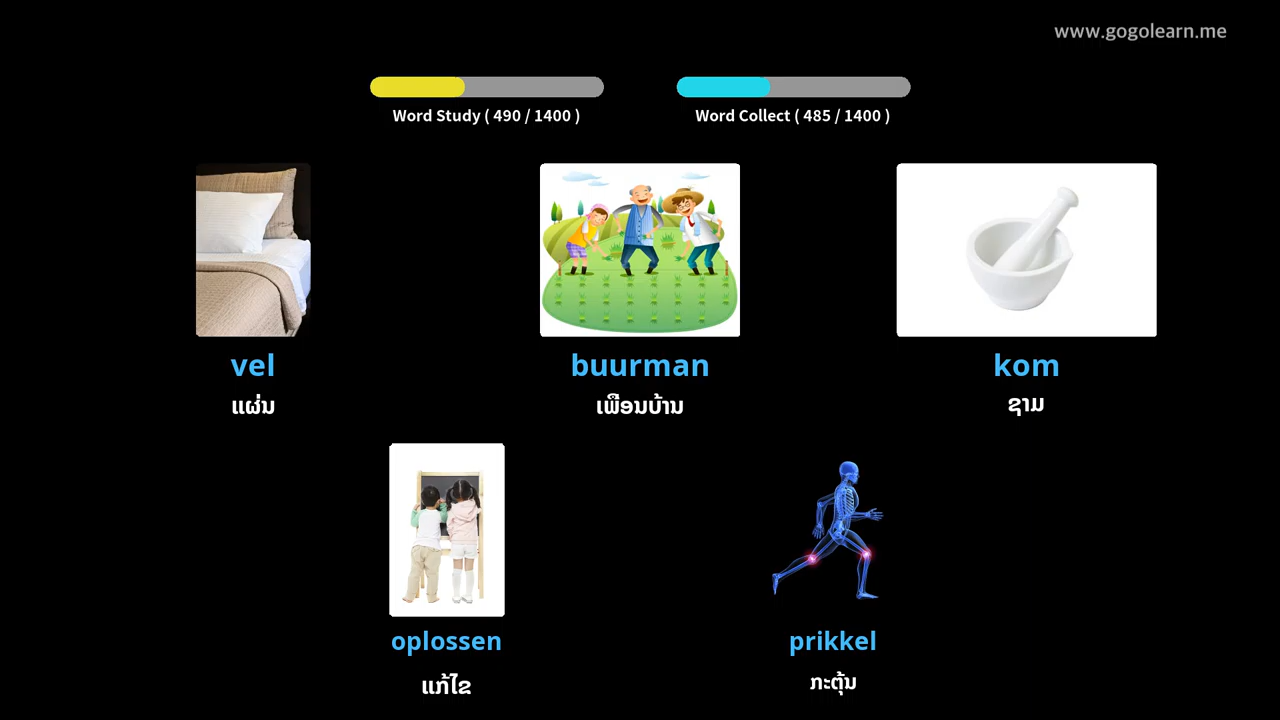 www.gogolearn.me
Word Study ( 490 / 1400 )
Word Collect ( 485 / 1400 )
vel
ແຜ່ນ
buurman
ເພື່ອນບ້ານ
kom
ຊາມ
oplossen
ແກ້ໄຂ
prikkel
ກະຕຸ້ນ